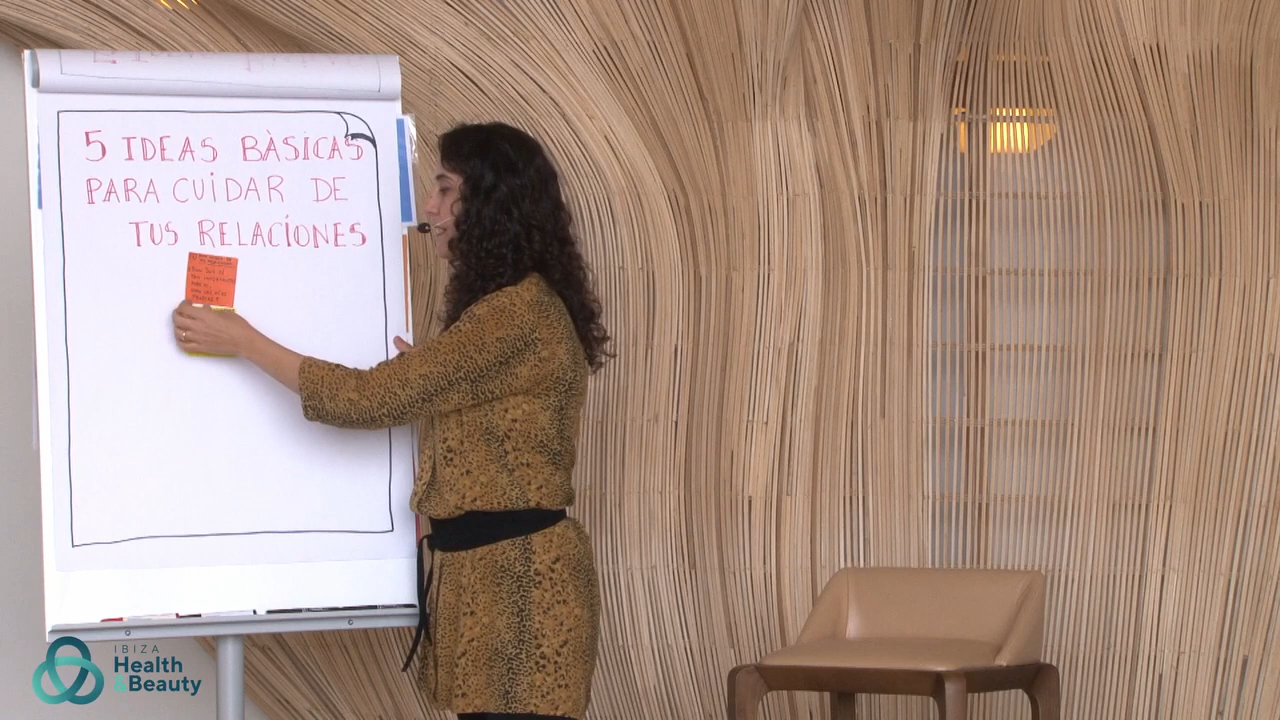 5 IDEAS BÀSICAS
PARA CUIDAR DE
TUS RELACIONES
IBIZA
Health
&Beauty